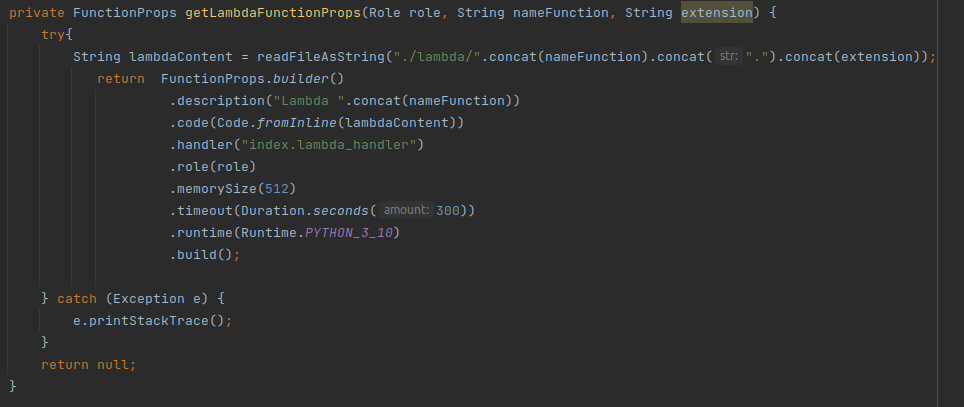 private FunctionProps getLambdaFunctionProps(Role role, String nameFunction, String extension) {
    try{
        String lambdaContent = readFileAsString("./lambda/".concat(nameFunction).concat( str: ".").concat(extension));
           return  FunctionProps.builder()
                    .description("Lambda ".concat(nameFunction))
                    .code(Code.fromInline(lambdaContent))
                    .handler("index.lambda_handler")
                    .role(role)
                    .memorySize(512)
                    .timeout(Duration.seconds( amount: 300))
                    .runtime(Runtime.PYTHON_3_10)
                    .build();
    } catch (Exception e) {
        e.printStackTrace();
    }
    return null;
}